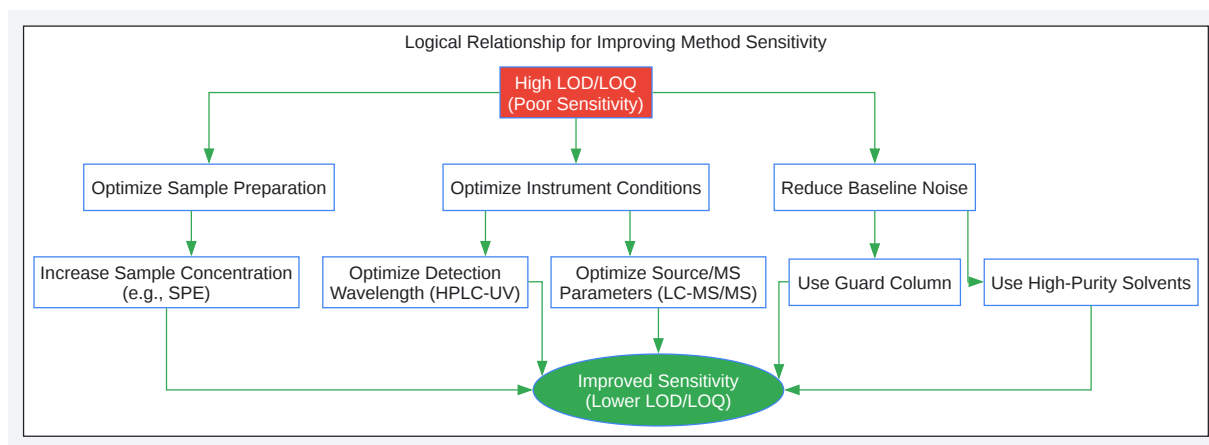 Logical Relationship for Improving Method Sensitivity
High LOD/LOQ
(Poor Sensitivity)
Optimize Sample Preparation
Optimize Instrument Conditions
Reduce Baseline Noise
Increase Sample Concentration
(e.g., SPE)
Optimize Detection
Wavelength (HPLC-UV)
Optimize Source/MS
Parameters (LC-MS/MS)
Use Guard Column
Use High-Purity Solvents
Improved Sensitivity
(Lower LOD/LOQ)